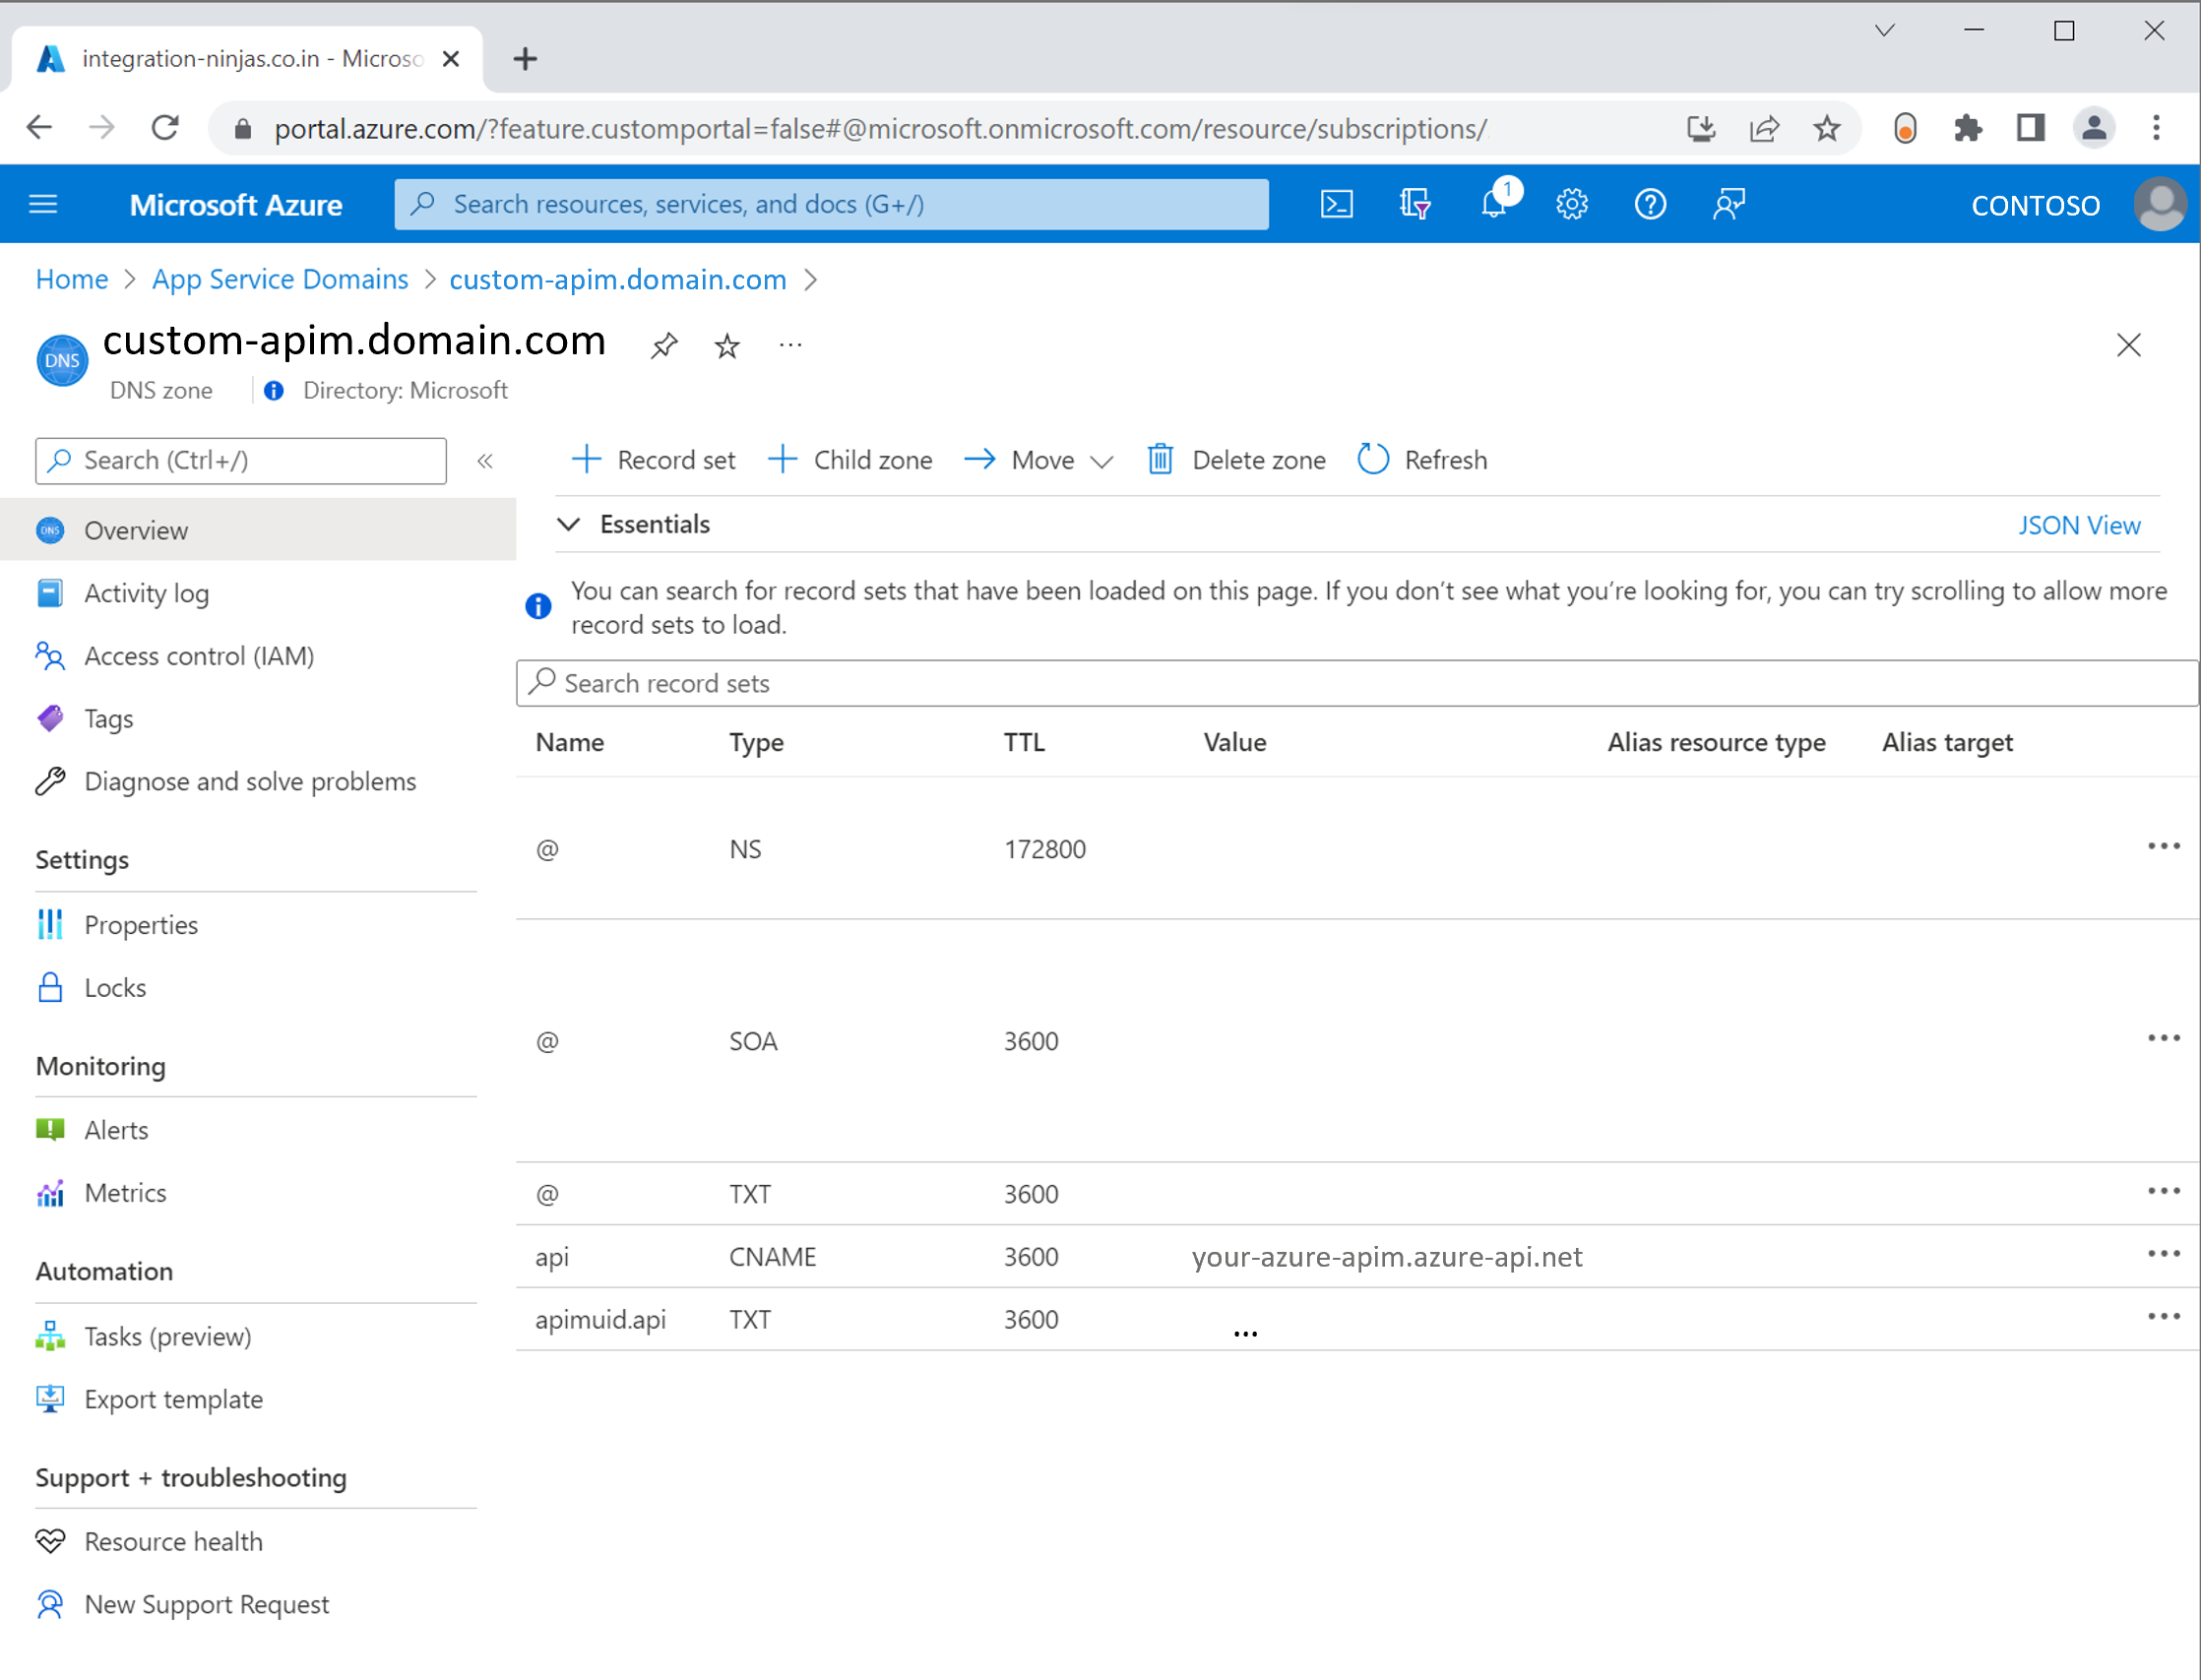 integration-ninjas.co.in - Microso
portal.azure.com/?feature.customportal=false#@microsoft.onmicrosoft.com/resource/subscriptions/
Microsoft Azure
Search resources, services, and docs (G+/)
1
CONTOSO
Home > App Service Domains > custom-apim.domain.com >
DNS
custom-apim.domain.com
...
DNS zone
Directory: Microsoft
Search (Ctrl+/)
«
+ Record set
+ Child zone
Move
Delete zone
Refresh
DNS
Overview
Activity log
Access control (IAM)
Tags
Diagnose and solve problems
Settings
Properties
Locks
Monitoring
Alerts
Metrics
Automation
Tasks (preview)
Export template
Support + troubleshooting
Resource health
New Support Request
Essentials
JSON View
You can search for record sets that have been loaded on this page. If you don't see what you're looking for, you can try scrolling to allow more
record sets to load.
Search record sets
Name Type TTL Value Alias resource type Alias target
@ NS 172800 ...
@ SOA 3600 ...
@ TXT 3600 ...
api CNAME 3600 your-azure-apim.azure-api.net ...
apimuid.api TXT 3600 ... ...